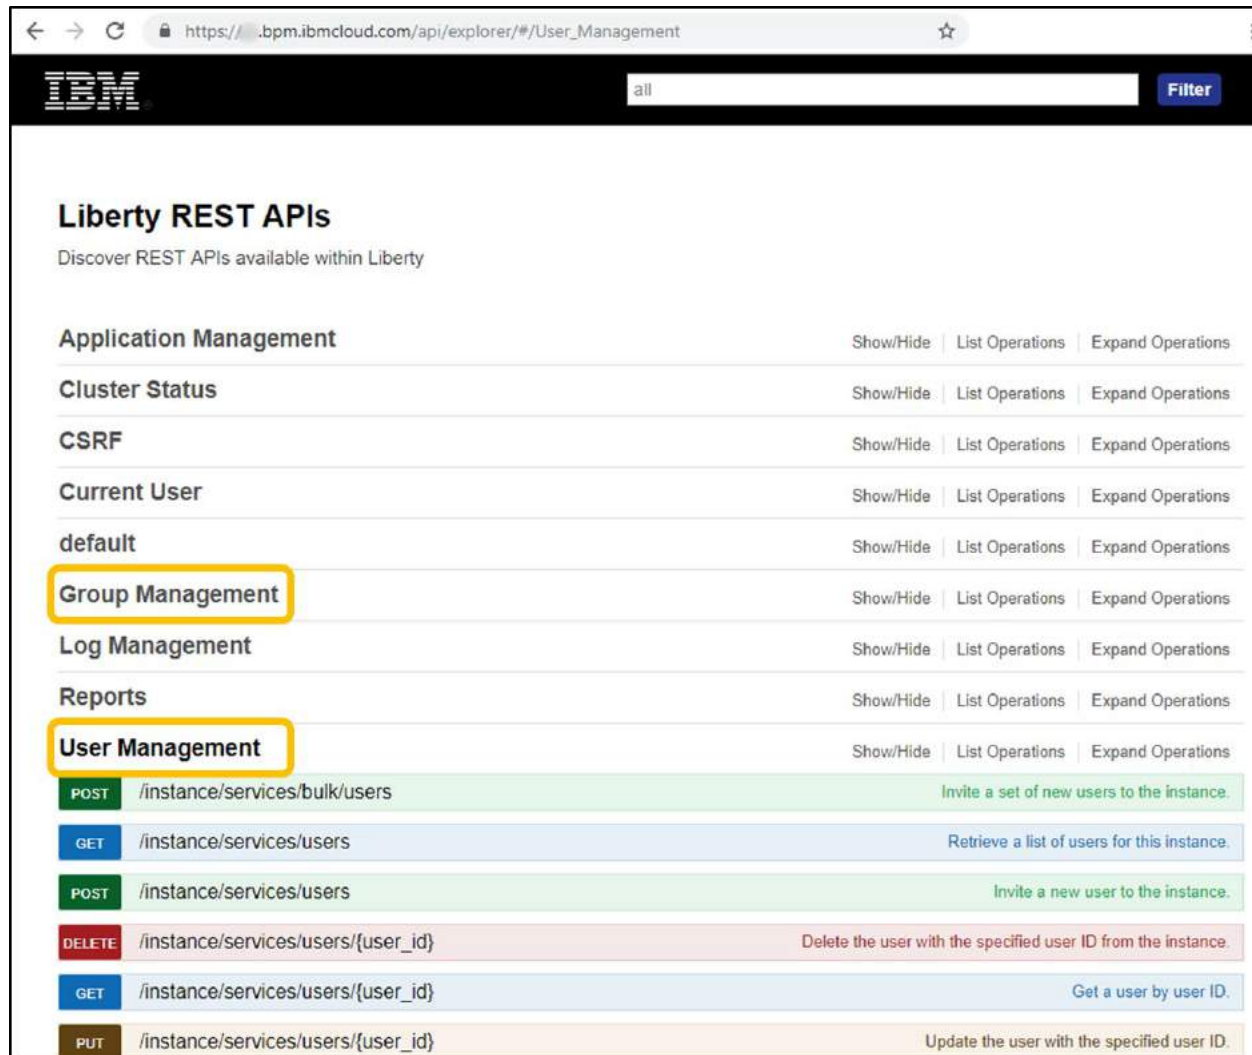 https:// .bpm.ibmcloud.com/api/explorer/#/User_Management
IBM
all
Filter
Liberty REST APIs
Discover REST APIs available within Liberty
Application Management Show/Hide List Operations Expand Operations
Cluster Status Show/Hide List Operations Expand Operations
CSRF Show/Hide List Operations Expand Operations
Current User Show/Hide List Operations Expand Operations
default Show/Hide List Operations Expand Operations
Group Management Show/Hide List Operations Expand Operations
Log Management Show/Hide List Operations Expand Operations
Reports Show/Hide List Operations Expand Operations
User Management Show/Hide List Operations Expand Operations
POST /instance/services/bulk/users Invite a set of new users to the instance.
GET /instance/services/users Retrieve a list of users for this instance.
POST /instance/services/users Invite a new user to the instance.
DELETE /instance/services/users/{user_id} Delete the user with the specified user ID from the instance.
GET /instance/services/users/{user_id} Get a user by user ID.
PUT /instance/services/users/{user_id} Update the user with the specified user ID.